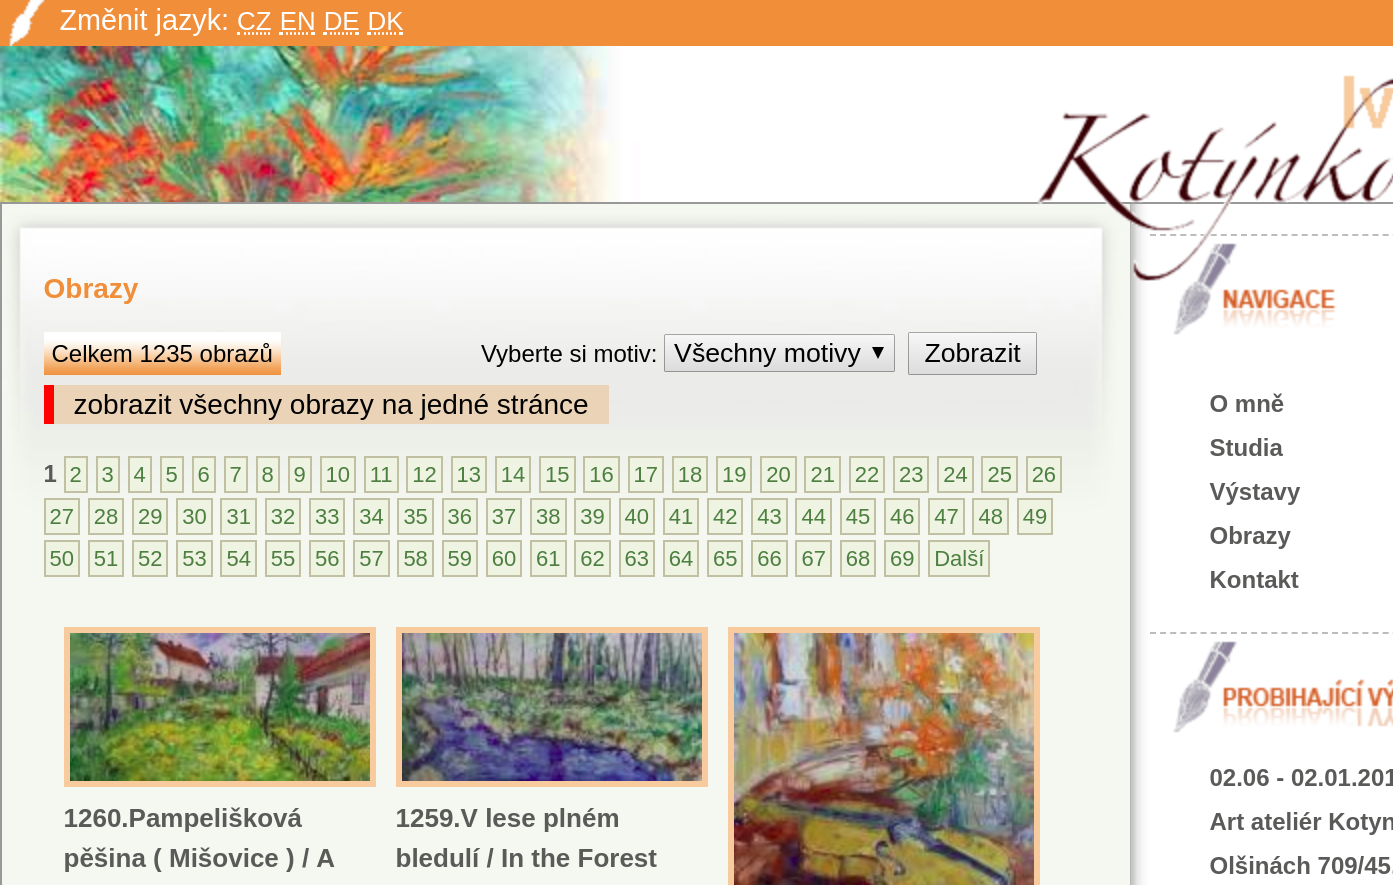 Změnit jazyk: CZ EN DE DK
Obrazy
Celkem 1235 obrazů
Vyberte si motiv: Všechny motivy ▼ Zobrazit
zobrazit všechny obrazy na jedné stránce
1 2 3 4 5 6 7 8 9 10 11 12 13 14 15 16 17 18 19 20 21 22 23 24 25 26
27 28 29 30 31 32 33 34 35 36 37 38 39 40 41 42 43 44 45 46 47 48 49
50 51 52 53 54 55 56 57 58 59 60 61 62 63 64 65 66 67 68 69 Další
1260.Pampelišková
pěšina ( Mišovice ) / A
1259.V lese plném
bledulí / In the Forest
Iv
Kotýnko
NAVIGACE
O mně
Studia
Výstavy
Obrazy
Kontakt
PROBIHAJÍCÍ VÝ
02.06 - 02.01.201
Art ateliér Kotyn
Olšinách 709/45,